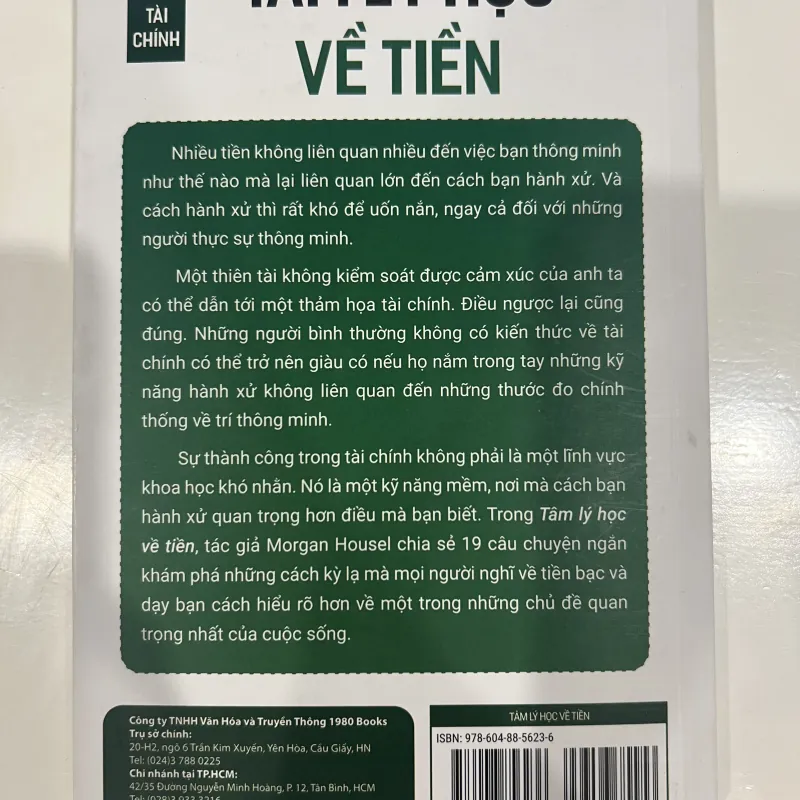 TÀI
CHÍNH
TÂM LÝ HỌC
VỀ TIỀN
Nhiều tiền không liên quan nhiều đến việc bạn thông minh
như thế nào mà lại liên quan lớn đến cách bạn hành xử. Và
cách hành xử thì rất khó để uốn nắn, ngay cả đối với những
người thực sự thông minh.
Một thiên tài không kiểm soát được cảm xúc của anh ta
có thể dẫn tới một thảm họa tài chính. Điều ngược lại cũng
đúng. Những người bình thường không có kiến thức về tài
chính có thể trở nên giàu có nếu họ nắm trong tay những kỹ
năng hành xử không liên quan đến những thước đo chính
thống về trí thông minh.
Sự thành công trong tài chính không phải là một lĩnh vực
khoa học khó nhằn. Nó là một kỹ năng mềm, nơi mà cách bạn
hành xử quan trọng hơn điều mà bạn biết. Trong Tâm lý học
về tiền, tác giả Morgan Housel chia sẻ 19 câu chuyện ngắn
khám phá những cách kỳ lạ mà mọi người nghĩ về tiền bạc và
dạy bạn cách hiểu rõ hơn về một trong những chủ đề quan
trọng nhất của cuộc sống.
Công ty TNHH Văn Hóa và Truyền Thông 1980 Books
Trụ sở chính:
20-H2, ngõ 6 Trần Kim Xuyến, Yên Hòa, Cầu Giấy, HN
Tel: (024)3 788 0225
Chi nhánh tại TP.HCM:
42/35 Đường Nguyễn Minh Hoàng, P. 12, Tân Bình, HCM
Tel: (028)3 933 3216
TÂM LÝ HỌC VỀ TIỀN
ISBN: 978-604-88-5623-6